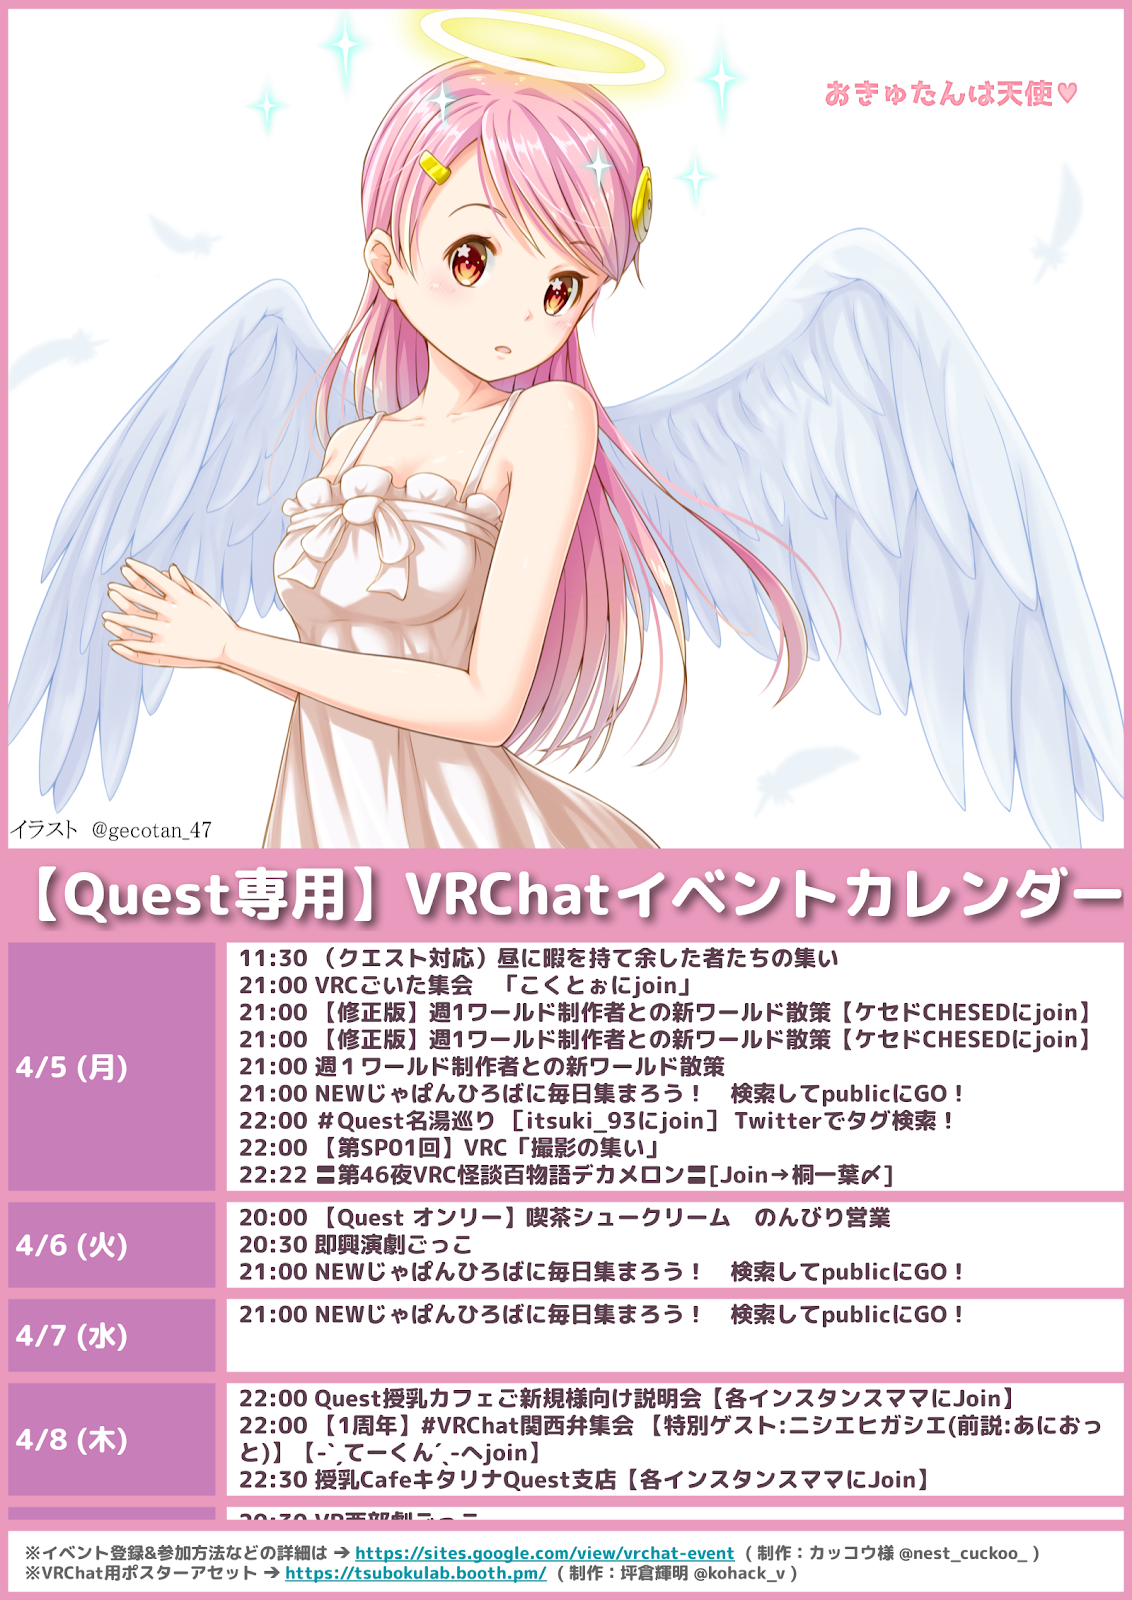 おきゅたんは天使♥
イラスト @gecotan_47
【Quest専用】VRChatイベントカレンダー
4/5 (月)
11:30 （クエスト対応）昼に暇を持て余した者たちの集い
21:00 VRCごいた集会　「こくとぉにjoin」
21:00 【修正版】週1ワールド制作者との新ワールド散策【ケセドCHESEDにjoin】
21:00 【修正版】週1ワールド制作者との新ワールド散策【ケセドCHESEDにjoin】
21:00 週１ワールド制作者との新ワールド散策
21:00 NEWじゃぱんひろばに毎日集まろう！　検索してpublicにGO！
22:00 ＃Quest名湯巡り［itsuki_93にjoin］ Twitterでタグ検索！
22:00 【第SP01回】VRC「撮影の集い」
22:22 〓第46夜VRC怪談百物語デカメロン〓[Join→桐一葉〆]
4/6 (火)
20:00 【Quest オンリー】喫茶シュークリーム　のんびり営業
20:30 即興演劇ごっこ
21:00 NEWじゃぱんひろばに毎日集まろう！　検索してpublicにGO！
4/7 (水)
21:00 NEWじゃぱんひろばに毎日集まろう！　検索してpublicにGO！
4/8 (木)
22:00 Quest授乳カフェご新規様向け説明会【各インスタンスママにJoin】
22:00 【1周年】#VRChat関西弁集会 【特別ゲスト:ニシエヒガシエ(前説:あにおっ
と)】【-`ˏてーくん´ˎ-へjoin】
22:30 授乳CafeキタリナQuest支店【各インスタンスママにJoin】
20:30 VR西部劇ごっこ
※イベント登録&参加方法などの詳細は → https://sites.google.com/view/vrchat-event ( 制作：カッコウ様 @nest_cuckoo_ )
※VRChat用ポスターアセット → https://tsubokulab.booth.pm/ ( 制作：坪倉輝明 @kohack_v )